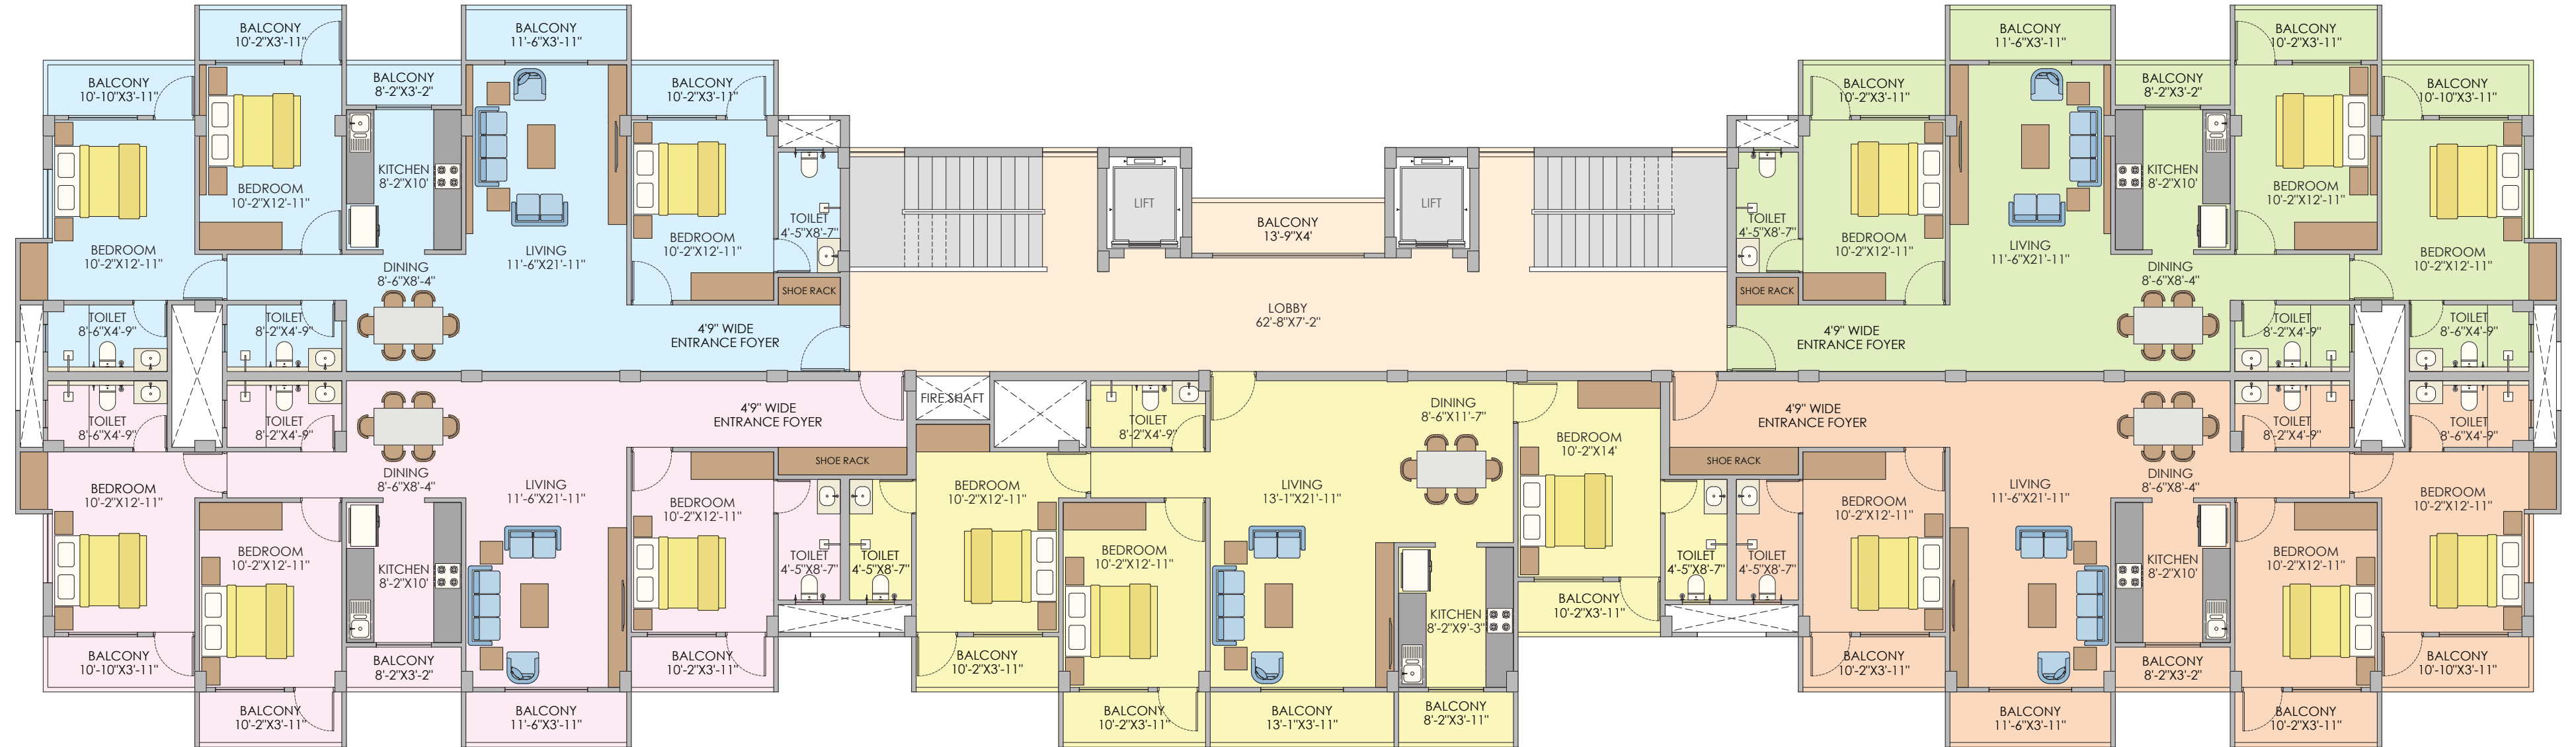 BALCONY
10'-2"X3'-11"
BALCONY
11'-6"X3'-11"
BALCONY
11'-6"X3'-11"
BALCONY
10'-2"X3'-11"
BALCONY
10'-10"X3'-11"
BALCONY
8'-2"X3'-2"
BALCONY
10'-2"X3'-11"
BALCONY
10'-2"X3'-11"
BALCONY
8'-2"X3'-2"
BALCONY
10'-10"X3'-11"
KITCHEN
8'-2"X10'
BEDROOM
10'-2"X12'-11"
BEDROOM
10'-2"X12'-11"
LIVING
11'-6"X21'-11"
BEDROOM
10'-2"X12'-11"
TOILET
4'-5"X8'-7"
LIFT
BALCONY
13'-9"X4'
LIFT
TOILET
4'-5"X8'-7"
BEDROOM
10'-2"X12'-11"
LIVING
11'-6"X21'-11"
KITCHEN
8'-2"X10'
BEDROOM
10'-2"X12'-11"
BEDROOM
10'-2"X12'-11"
DINING
8'-6"X8'-4"
SHOE RACK
SHOE RACK
DINING
8'-6"X8'-4"
TOILET
8'-6"X4'-9"
TOILET
8'-2"X4'-9"
4'9" WIDE
ENTRANCE FOYER
LOBBY
62'-8"X7'-2"
4'9" WIDE
ENTRANCE FOYER
TOILET
8'-2"X4'-9"
TOILET
8'-6"X4'-9"
TOILET
8'-6"X4'-9"
TOILET
8'-2"X4'-9"
4'9" WIDE
ENTRANCE FOYER
FIRE SHAFT
TOILET
8'-2"X4'-9"
DINING
8'-6"X11'-7"
4'9" WIDE
ENTRANCE FOYER
TOILET
8'-2"X4'-9"
TOILET
8'-6"X4'-9"
DINING
8'-6"X8'-4"
SHOE RACK
BEDROOM
10'-2"X14'
SHOE RACK
DINING
8'-6"X8'-4"
BEDROOM
10'-2"X12'-11"
LIVING
11'-6"X21'-11"
BEDROOM
10'-2"X12'-11"
BEDROOM
10'-2"X12'-11"
LIVING
13'-1"X21'-11"
BEDROOM
10'-2"X12'-11"
LIVING
11'-6"X21'-11"
BEDROOM
10'-2"X12'-11"
BEDROOM
10'-2"X12'-11"
KITCHEN
8'-2"X10'
TOILET
4'-5"X8'-7"
TOILET
4'-5"X8'-7"
BEDROOM
10'-2"X12'-11"
TOILET
4'-5"X8'-7"
TOILET
4'-5"X8'-7"
KITCHEN
8'-2"X10'
BEDROOM
10'-2"X12'-11"
KITCHEN
8'-2"X9'-3"
BALCONY
10'-2"X3'-11"
BALCONY
10'-10"X3'-11"
BALCONY
8'-2"X3'-2"
BALCONY
10'-2"X3'-11"
BALCONY
10'-2"X3'-11"
BALCONY
10'-2"X3'-11"
BALCONY
8'-2"X3'-2"
BALCONY
10'-10"X3'-11"
BALCONY
10'-2"X3'-11"
BALCONY
11'-6"X3'-11"
BALCONY
10'-2"X3'-11"
BALCONY
13'-1"X3'-11"
BALCONY
8'-2"X3'-11"
BALCONY
11'-6"X3'-11"
BALCONY
10'-2"X3'-11"